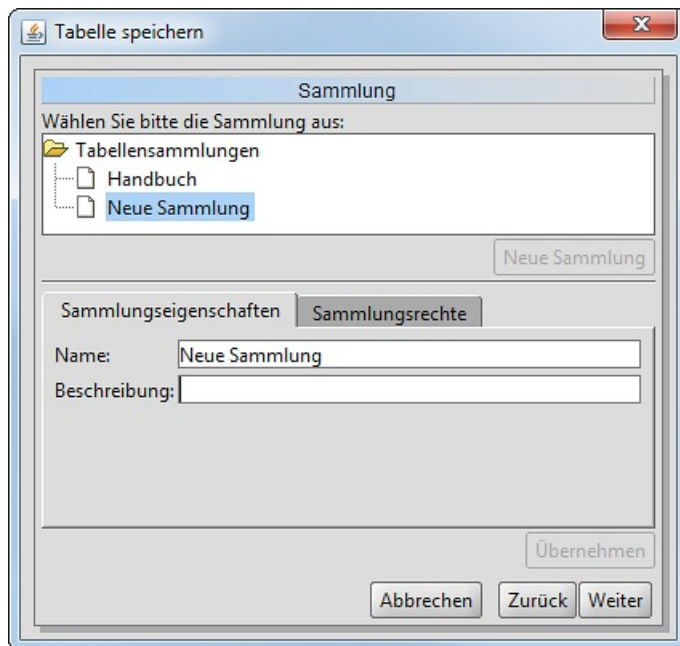 Tabelle speichern
Sammlung
Wählen Sie bitte die Sammlung aus:
Tabellensammlungen
Handbuch
Neue Sammlung
Neue Sammlung
Sammlungseigenschaften Sammlungsrechte
Name: Neue Sammlung
Beschreibung:
Übernehmen
Abbrechen Zurück Weiter